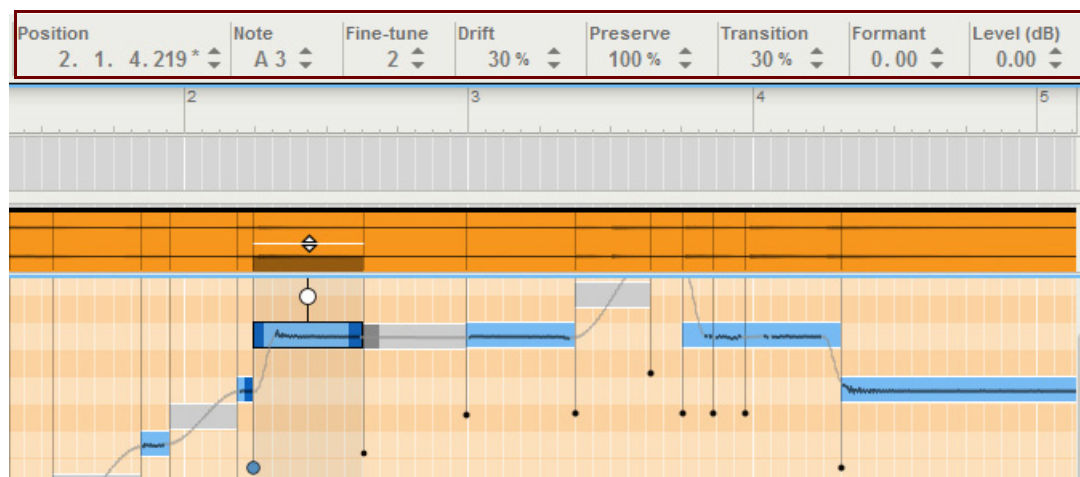 Position Note Fine-tune Drift Preserve Transition Formant Level (dB)
2. 1. 4.219 * A 3 2 30 % 100 % 30 % 0.00 0.00
2 3 4 5